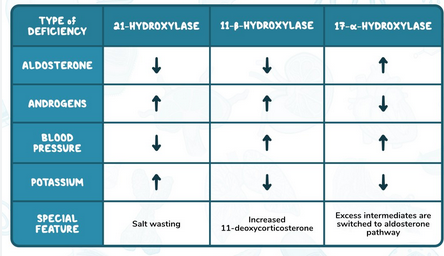 TYPE of
DEFICIENCY
21-HYDROXYLASE
11-β-HYDROXYLASE
17-α-HYDROXYLASE
ALDOSTERONE
↓
↓
↑
ANDROGENS
↑
↑
↓
BLOOD
PRESSURE
↓
↑
↑
POTASSIUM
↑
↓
↓
SPECIAL
FEATURE
Salt wasting
Increased
11-deoxycorticosterone
Excess intermediates are
switched to aldosterone
pathway